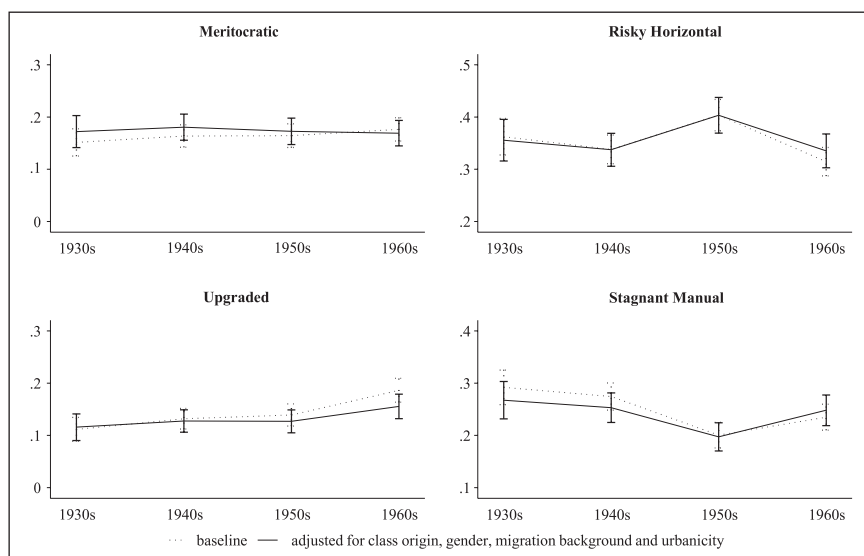 Meritocratic
.3
.2
.1
0
1930s 1940s 1950s 1960s
Risky Horizontal
.5
.4
.3
.2
1930s 1940s 1950s 1960s
Upgraded
.3
.2
.1
0
1930s 1940s 1950s 1960s
Stagnant Manual
.4
.3
.2
.1
1930s 1940s 1950s 1960s
baseline adjusted for class origin, gender, migration background and urbanicity